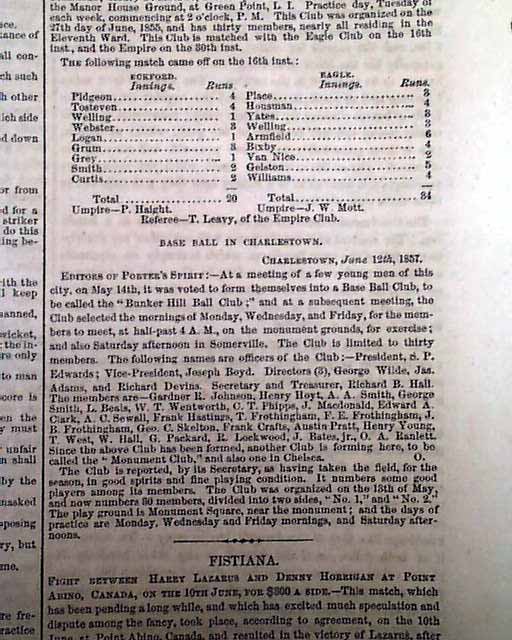 the Manor House Ground, at Green Point, L. I. Practice day, Tuesday of
each week, commencing at 2 o'clock, P. M. This Club was organized on the
27th day of June, 1855, and has thirty members, nearly all residing in the
Eleventh Ward. This Club is matched with the Eagle Club on the 16th
inst., and the Empire on the 30th inst.
THE following match came off on the 16th inst.:
ECKFORD. EAGLE.
Innings. Runs. Innings. Runs.
Pidgeon 4 Place 3
Tosteven 4 Housman 4
Welling 1 Yates 3
Webster 3 Welling 3
Logan 1 Armfield 6
Grum 3 Bixby 4
Grey 1 Van Nice 2
Smith 2 Gelston 5
Curtis 2 Williams 4
Total 20 Total 34
Umpire—P. Haight. Umpire—J. W. Mott.
Referee—T. Leavy, of the Empire Club.
BASE BALL IN CHARLESTOWN.
CHARLESTOWN, June 12th, 1857.
EDITORS OF PORTER'S SPIRIT:—At a meeting of a few young men of this
city, on May 14th, it was voted to form themselves into a Base Ball Club, to
be called the "Bunker Hill Ball Club;" and at a subsequent meeting, the
Club selected the mornings of Monday, Wednesday, and Friday, for the mem-
bers to meet, at half-past 4 A. M., on the monument grounds, for exercise;
and also Saturday afternoon in Somerville. The Club is limited to thirty
members. The following names are officers of the Club:—President, S. P.
Edwards; Vice-President, Joseph Boyd. Directors (3), George Wilde, Jas.
Adams, and Richard Devins. Secretary and Treasurer, Richard B. Hall.
The members are—Gardner R. Johnson, Henry Hoyt, A. A. Smith, George
Smith, L. Beals, W. T. Wentworth, C. T. Phipps, J. Macdonald, Edward A.
Clark, A. C. Sewall, Frank Hastings, T. Frothingham, F. E. Frothingham, J.
B. Frothingham, Geo. C. Skelton, Frank Crafts, Austin Pratt, Henry Young,
T. West, W. Hall, G. Packard, R. Lockwood, J. Bates, jr., O. A. Ranlett.
Since the above Club has been formed, another Club is forming here, to be
called the "Monument Club," and also one in Chelsea. O.
The Club is reported, by its Secretary, as having taken the field, for the
season, in good spirits and fine playing condition. It numbers some good
players among its members. The Club was organized on the 13th of May,
and now numbers 30 members, divided into two sides, "No. 1," and "No. 2."
The play ground is Monument Square, near the monument; and the days of
practice are Monday, Wednesday and Friday mornings, and Saturday after-
noons.
FISTIANA.
FIGHT BETWEEN HARRY LAZARUS AND DENNY HORRIGAN AT POINT
ABINO, CANADA, ON THE 10TH JUNE, FOR $300 A SIDE.—This match, which
has been pending a long while, and which has excited much speculation and
dispute among the fancy, took place, according to agreement, on the 10th
June, at Point Abino, Canada, and resulted in the victory of Lazarus, after